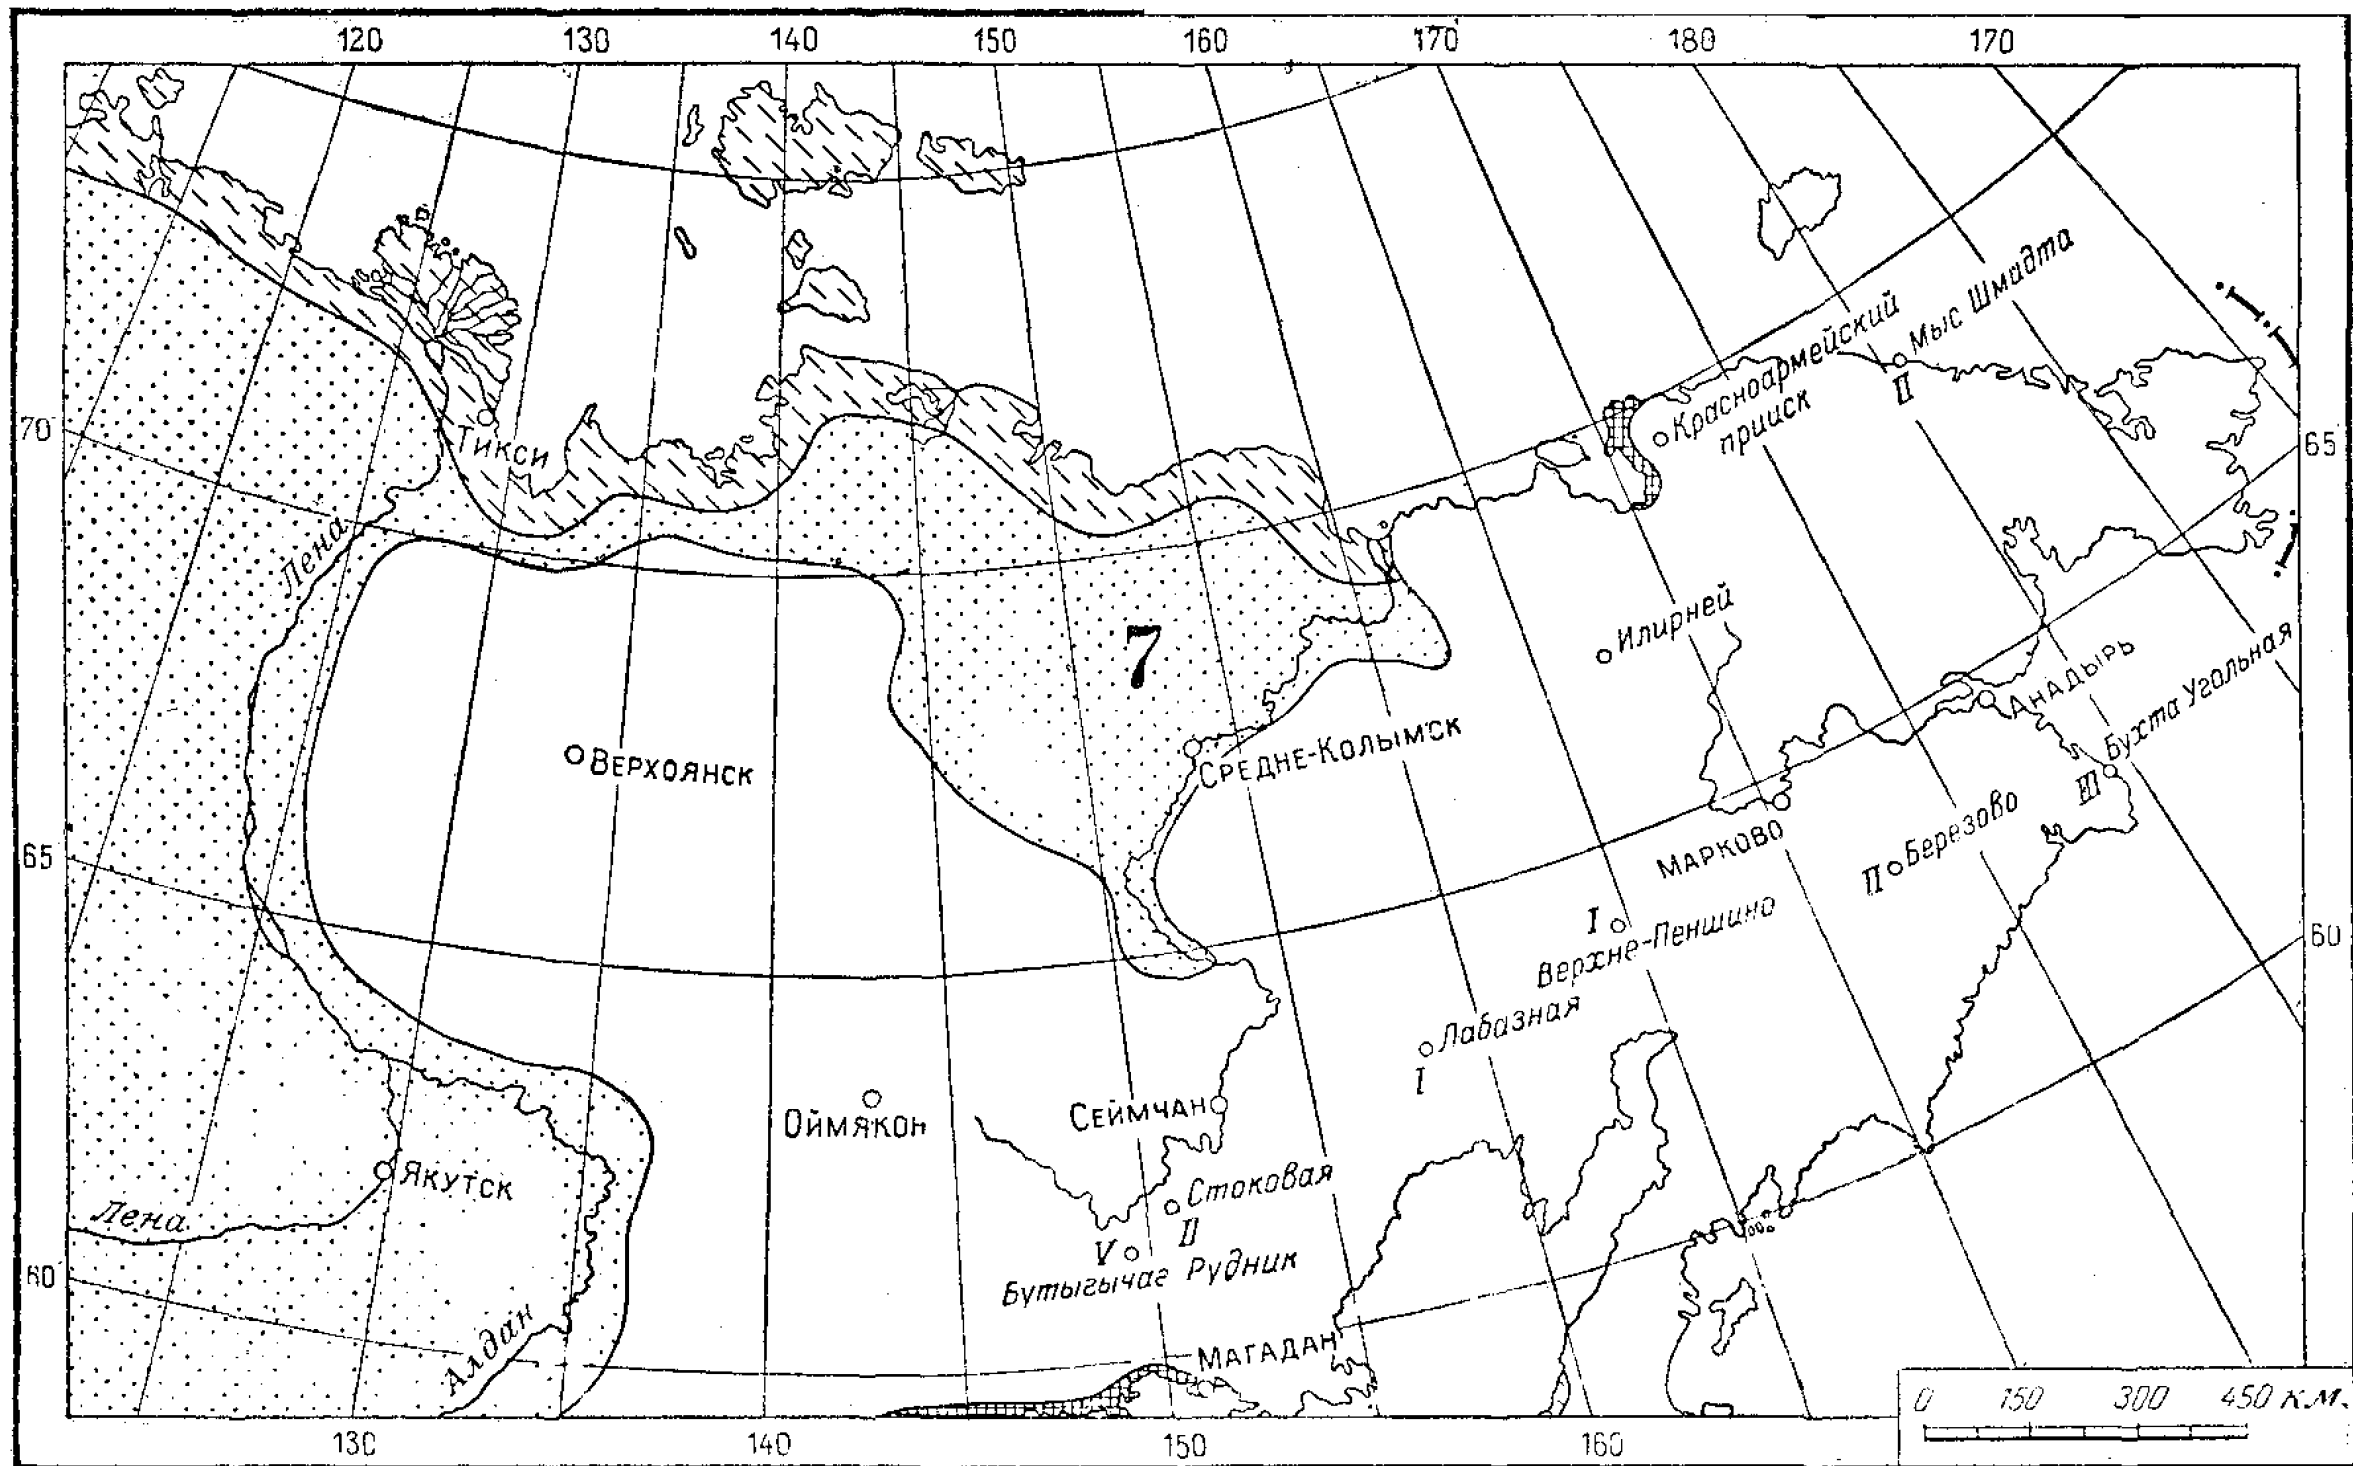 120 130 140 150 160 170 180 170
Мыс Шмидта
II
Красноармейский
прииск
70
Тикси
65
Лена
Илирней
7
Анадырь
Бухта Угольная
III
Средне-Колымск
Верхоянск
Березово
II
Марково
65
I
Верхне-Пеншино
60
Лабазная
I
Оймякон
Сеймчан
Якутск
Стоковая
II
Лена
V
Бутыгычаг Рудник
60
Алдан
Магадан
0 150 300 450 км.
130 140 150 160